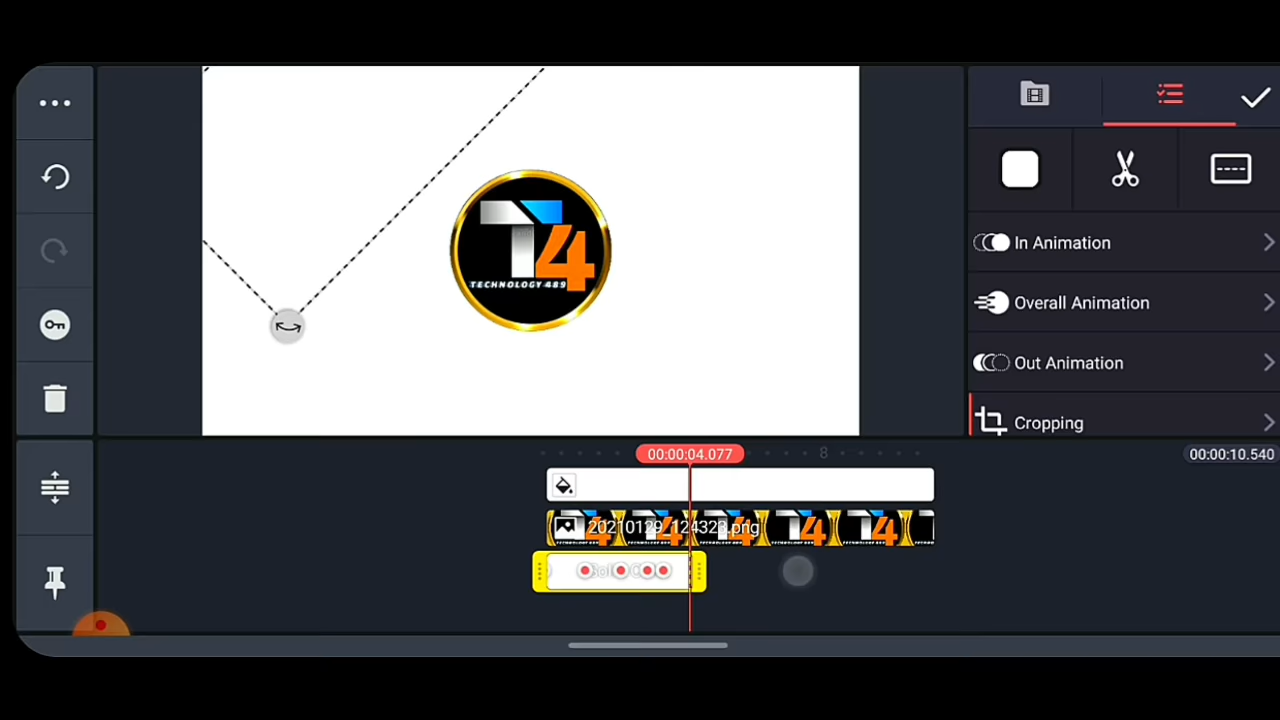 T4
TECHNOLOGY 489
In Animation
Overall Animation
Out Animation
Cropping
00:00:04.077
8
00:00:10.540
20210129_124323.png